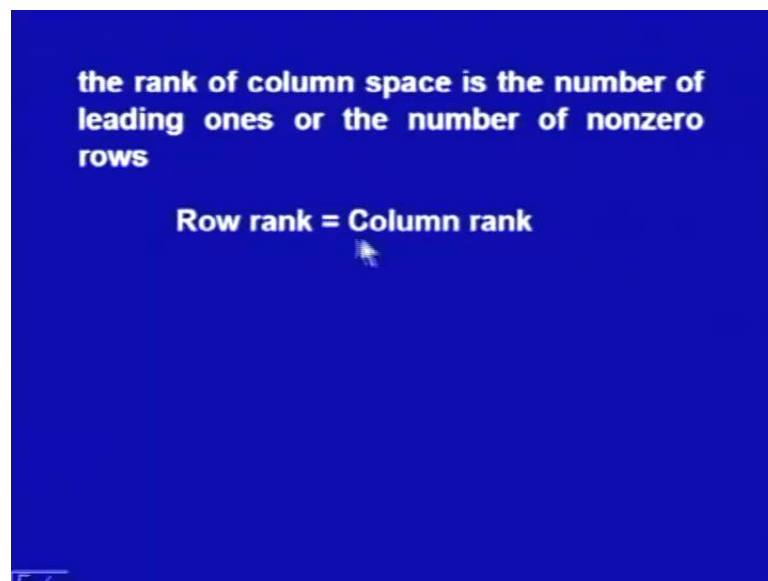 the rank of column space is the number of
leading ones or the number of nonzero
rows
Row rank = Column rank